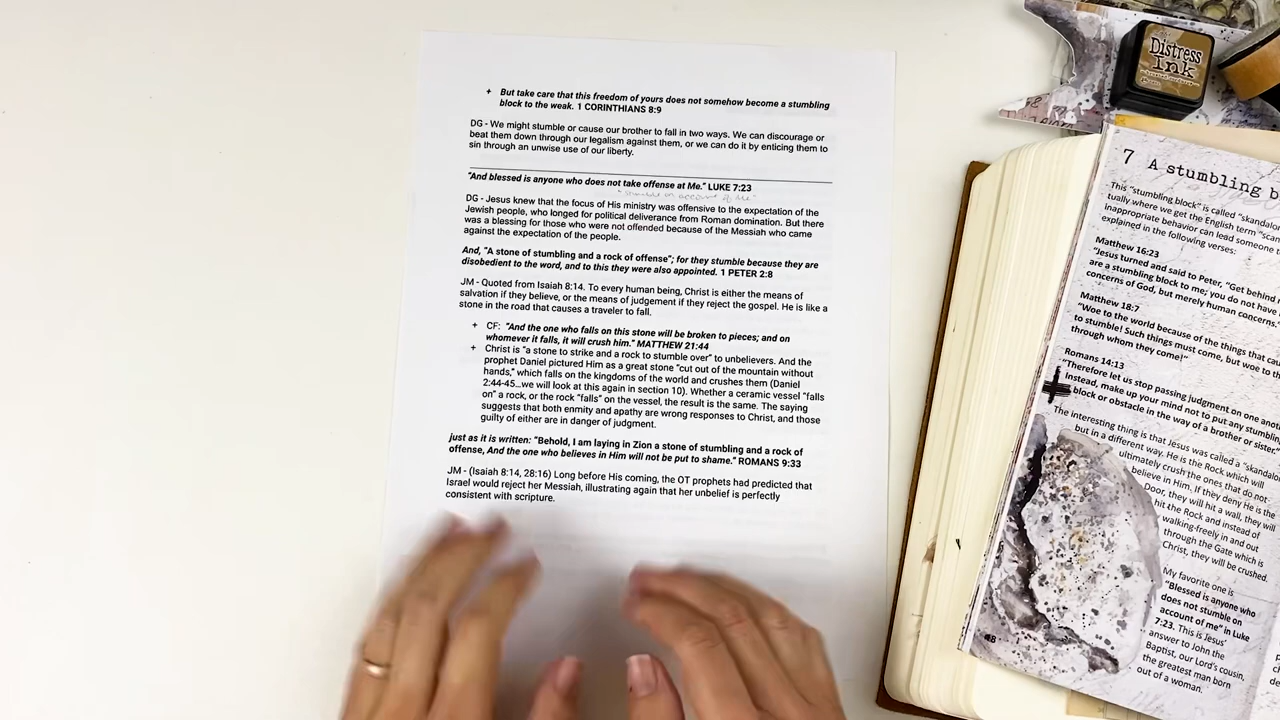 + But take care that this freedom of yours does not somehow become a stumbling
block to the weak. 1 CORINTHIANS 8:9
DG - We might stumble or cause our brother to fall in two ways. We can discourage or
beat them down through our legalism against them, or we can do it by enticing them to
sin through an unwise use of our liberty.
"And blessed is anyone who does not take offense at Me." LUKE 7:23
"stumble on account of Me"
DG - Jesus knew that the focus of His ministry was offensive to the expectation of the
Jewish people, who longed for political deliverance from Roman domination. But there
was a blessing for those who were not offended because of the Messiah who came
against the expectation of the people.
And, "A stone of stumbling and a rock of offense"; for they stumble because they are
disobedient to the word, and to this they were also appointed. 1 PETER 2:8
JM - Quoted from Isaiah 8:14. To every human being, Christ is either the means of
salvation if they believe, or the means of judgement if they reject the gospel. He is like a
stone in the road that causes a traveler to fall.
+ CF: "And the one who falls on this stone will be broken to pieces; and on
whomever it falls, it will crush him." MATTHEW 21:44
+ Christ is "a stone to strike and a rock to stumble over" to unbelievers. And the
prophet Daniel pictured Him as a great stone "cut out of the mountain without
hands," which falls on the kingdoms of the world and crushes them (Daniel
2:44-45...we will look at this again in section 10). Whether a ceramic vessel "falls
on" a rock, or the rock "falls" on the vessel, the result is the same. The saying
suggests that both enmity and apathy are wrong responses to Christ, and those
guilty of either are in danger of judgment.
just as it is written: "Behold, I am laying in Zion a stone of stumbling and a rock of
offense, And the one who believes in Him will not be put to shame." ROMANS 9:33
JM - (Isaiah 8:14, 28:16) Long before His coming, the OT prophets had predicted that
Israel would reject her Messiah, illustrating again that her unbelief is perfectly
consistent with scripture.
Distress
Ink
7 A stumbling b
This "stumbling block" is called "skandalo
tually where we get the English term "scan
inappropriate behavior can lead someone t
explained in the following verses:
Matthew 16:23
"Jesus turned and said to Peter, "Get behind
are a stumbling block to me; you do not have
concerns of God, but merely human concerns.
Matthew 18:7
"Woe to the world because of the things that cau
to stumble! Such things must come, but woe to th
through whom they come!"
Romans 14:13
"Therefore let us stop passing judgment on one anot
Instead, make up your mind not to put any stumblin
block or obstacle in the way of a brother or sister."
The interesting thing is that Jesus was called a "skandal
but in a different way. He is the Rock which will
ultimately crush the ones that do not
believe in Him, if they deny He is the
Door, they will hit a wall, they will
hit the Rock and instead of
walking-freely in and out
through the Gate which is
Christ, they will be crushed.
My favorite one is
"Blessed is anyone who
does not stumble on
account of me" in Luke
7:23. This is Jesus'
answer to John the
Baptist, our Lord's cousin,
the greatest man born
out of a woman.